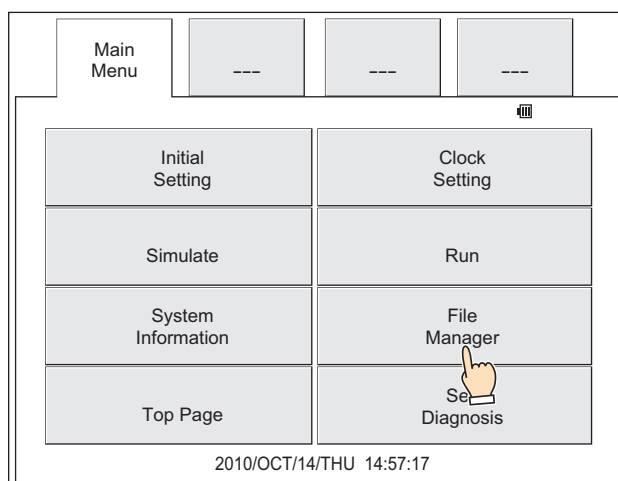 Main
Menu
---
---
---
Initial
Setting
Clock
Setting
Simulate
Run
System
Information
File
Manager
Top Page
Se
Diagnosis
2010/OCT/14/THU 14:57:17